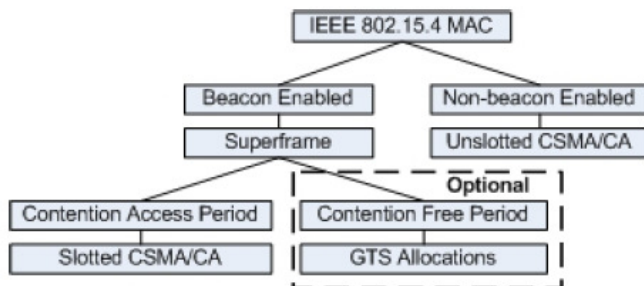 IEEE 802.15.4 MAC
Beacon Enabled
Non-beacon Enabled
Superframe
Unslotted CSMA/CA
Optional
Contention Access Period
Contention Free Period
Slotted CSMA/CA
GTS Allocations